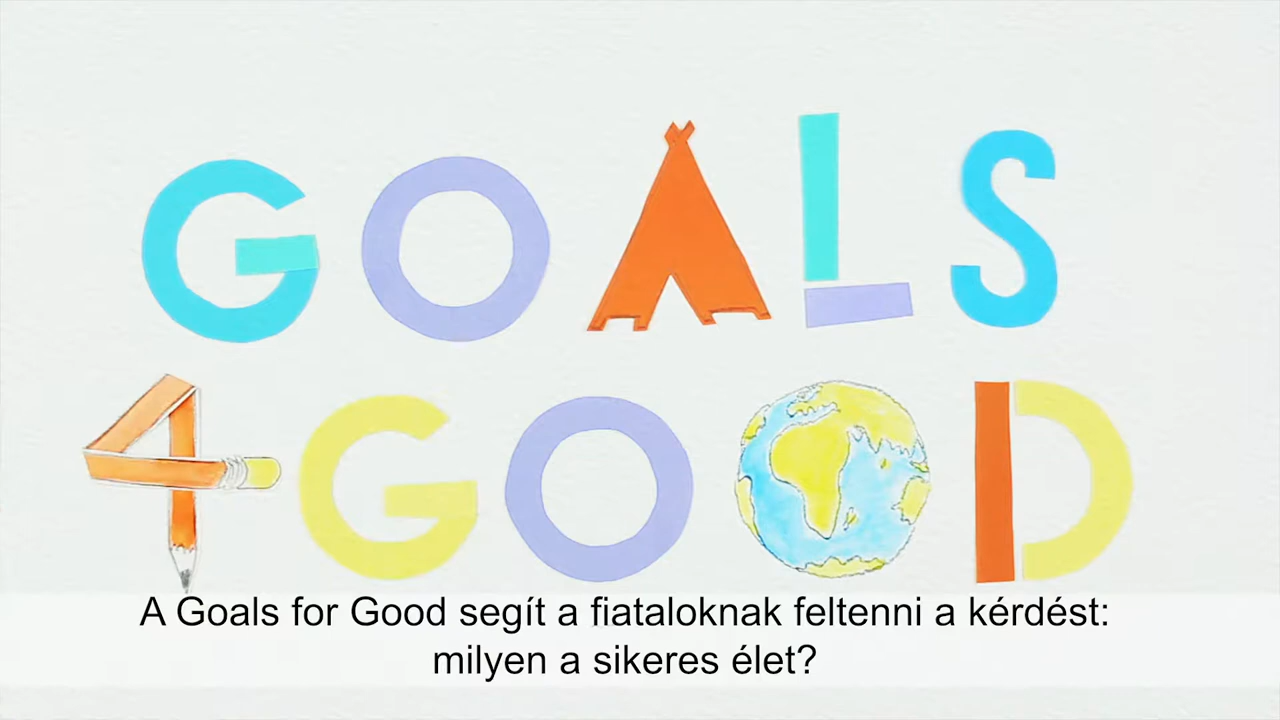 GOALS
4GOOD
A Goals for Good segít a fiataloknak feltenni a kérdést:
milyen a sikeres élet?